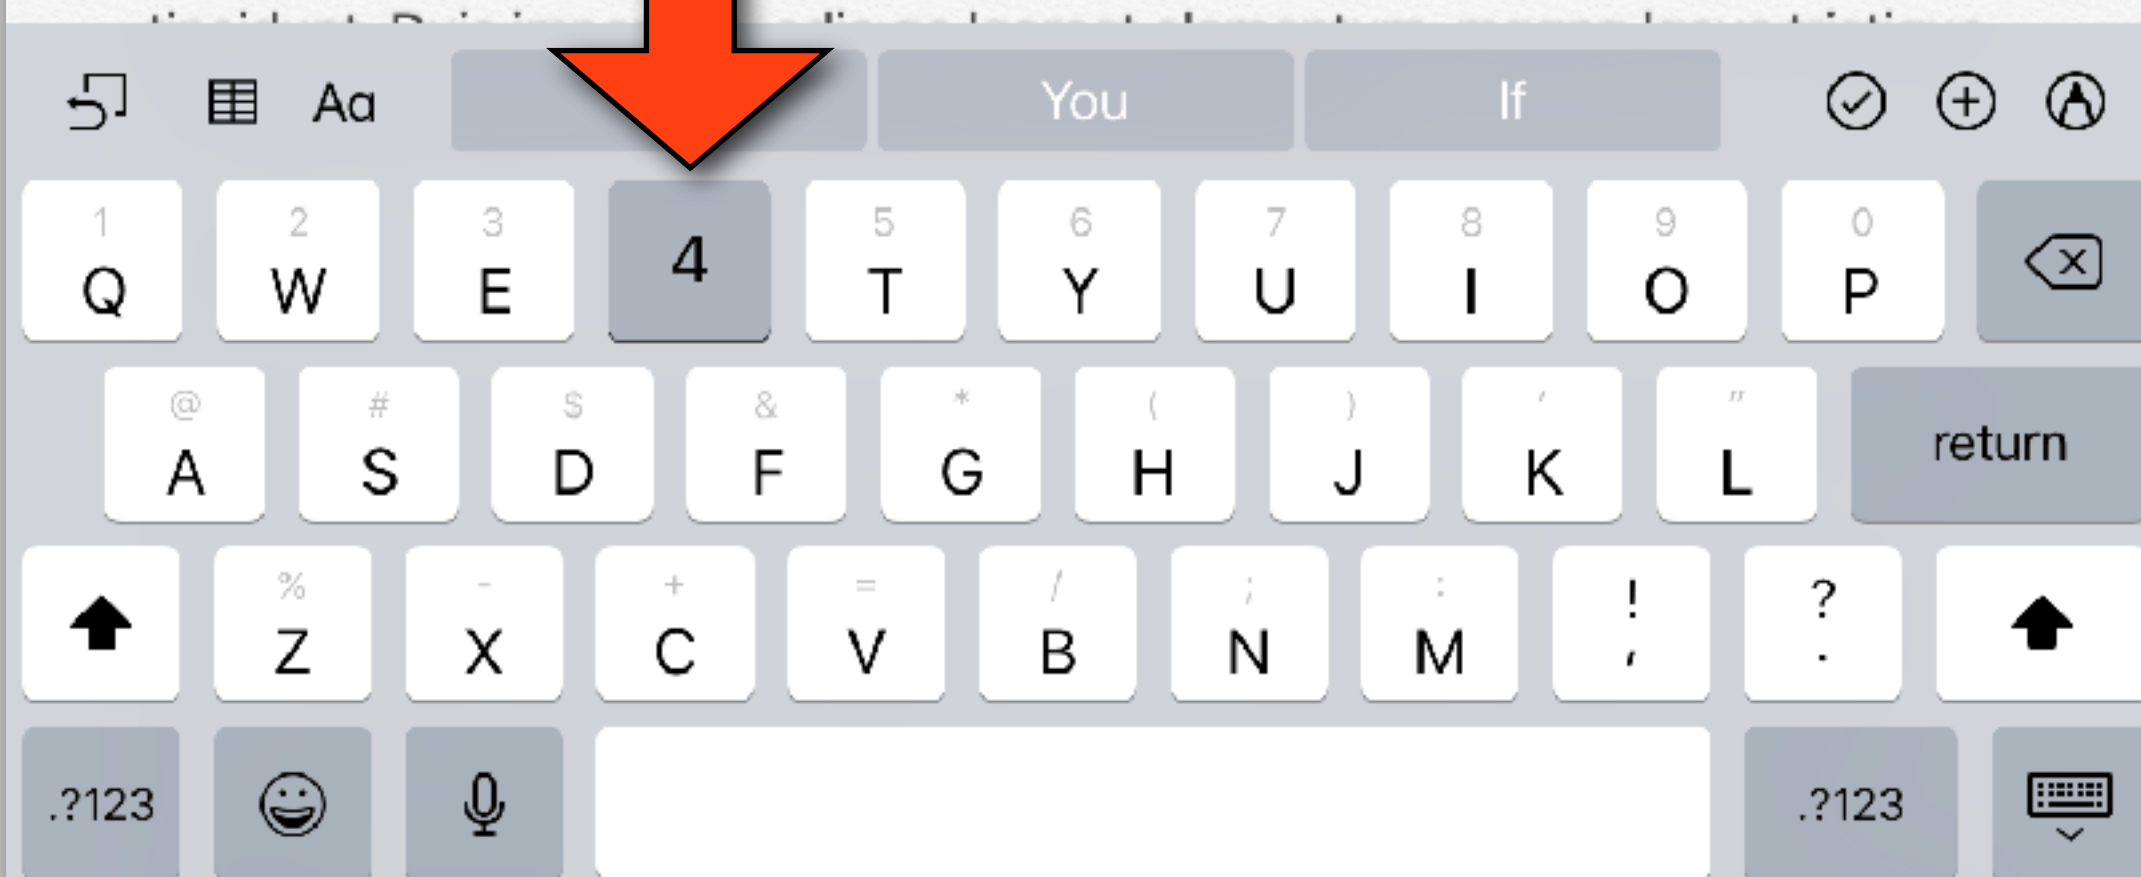 Aa You If
1 2 3 5 6 7 8 9 0
Q W E 4 T Y U I O P
@ # $ & * ( ) ' "
A S D F G H J K L return
% - + = / ; : ! ?
Z X C V B N M , .
.?123 .?123